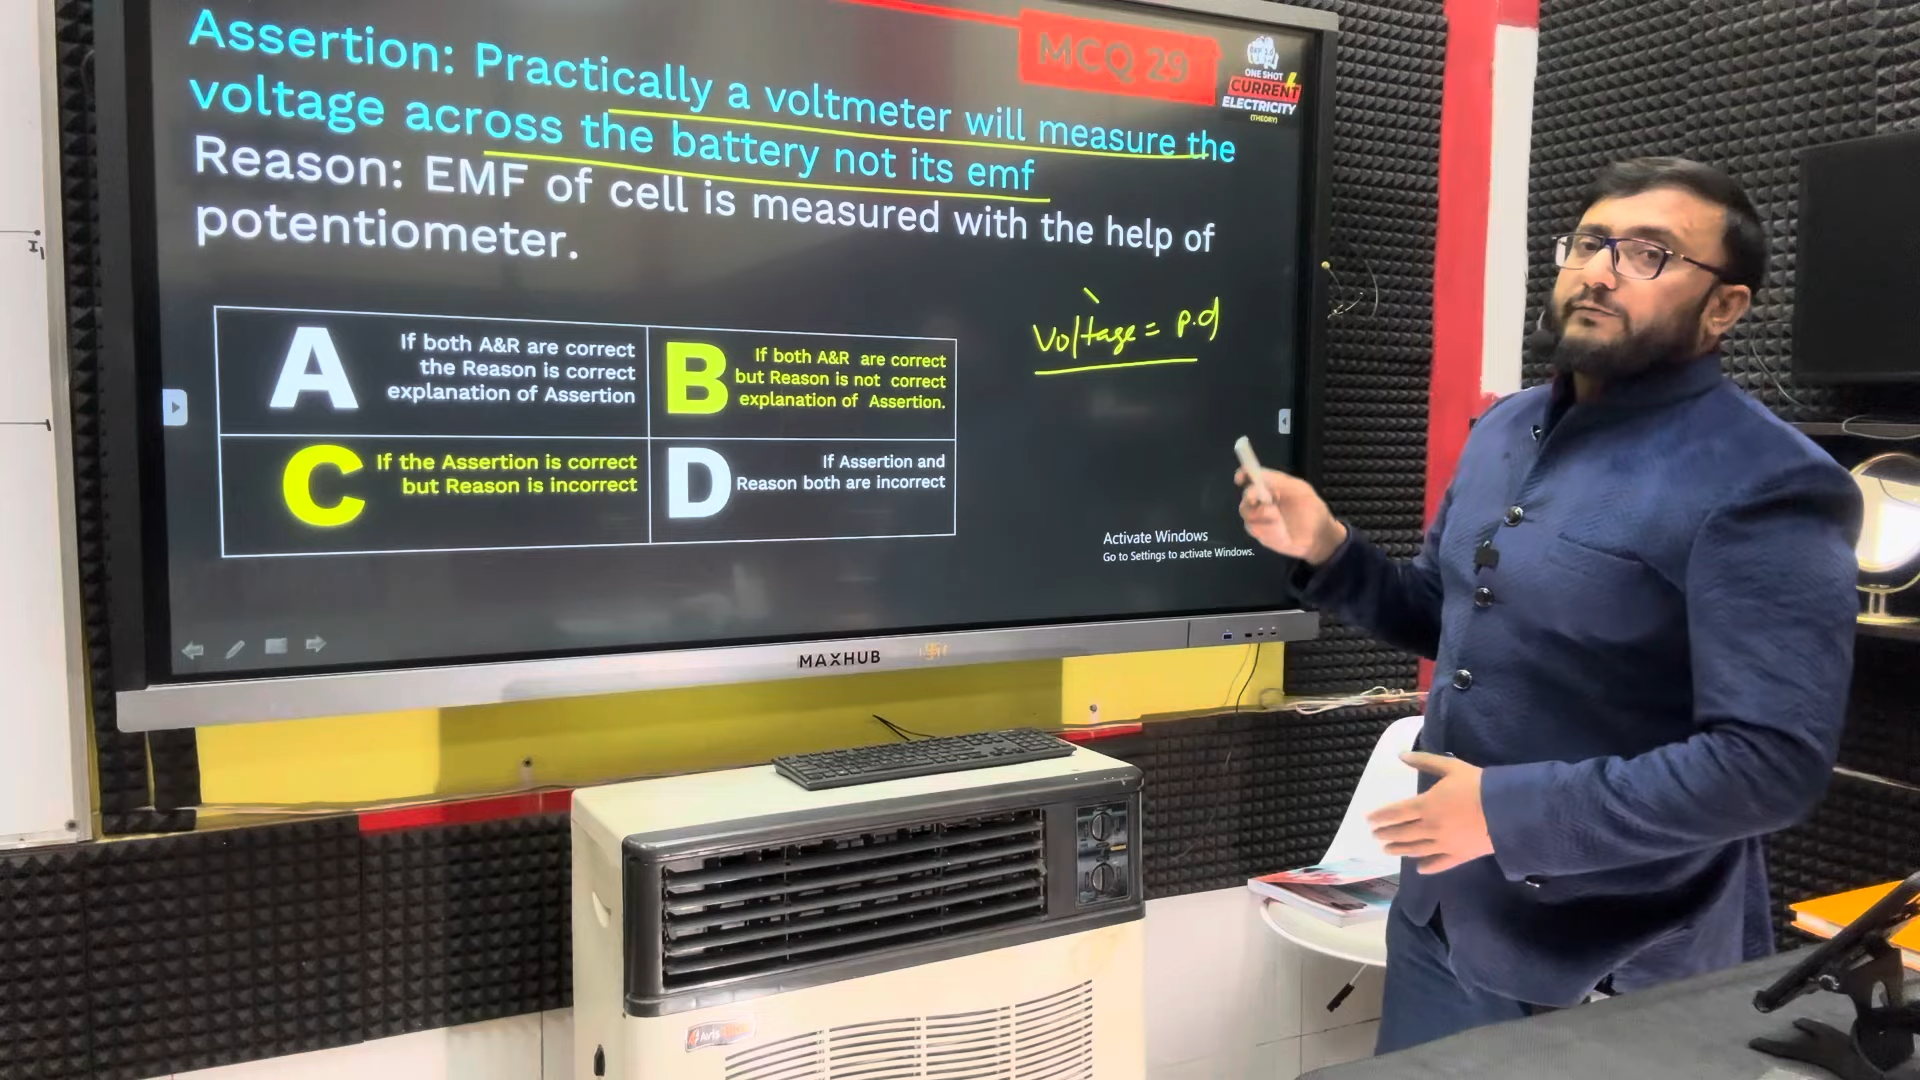 Assertion: Practically a voltmeter will measure the
voltage across the battery not its emf
Reason: EMF of cell is measured with the help of
potentiometer.
MCQ 29
ONE SHOT
CURRENT
ELECTRICITY
(THEORY)
voltage = p.d
A
If both A&R are correct
the Reason is correct
explanation of Assertion
B
If both A&R are correct
but Reason is not correct
explanation of Assertion.
C
If the Assertion is correct
but Reason is incorrect
D
If Assertion and
Reason both are incorrect
Activate Windows
Go to Settings to activate Windows.
MAXHUB
I₁